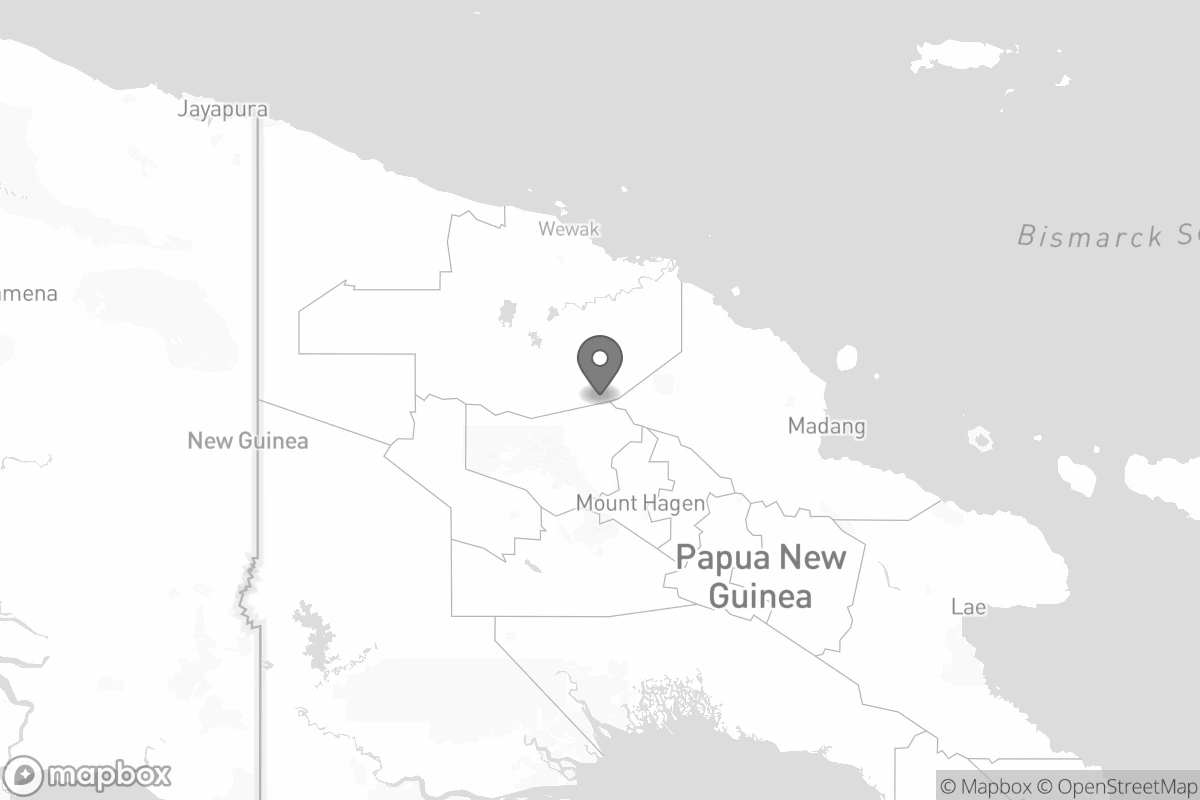 Jayapura
Wewak
Bismarck S
amena
Madang
New Guinea
Mount Hagen
Papua New
Guinea
Lae
mapbox
© Mapbox © OpenStreetMap